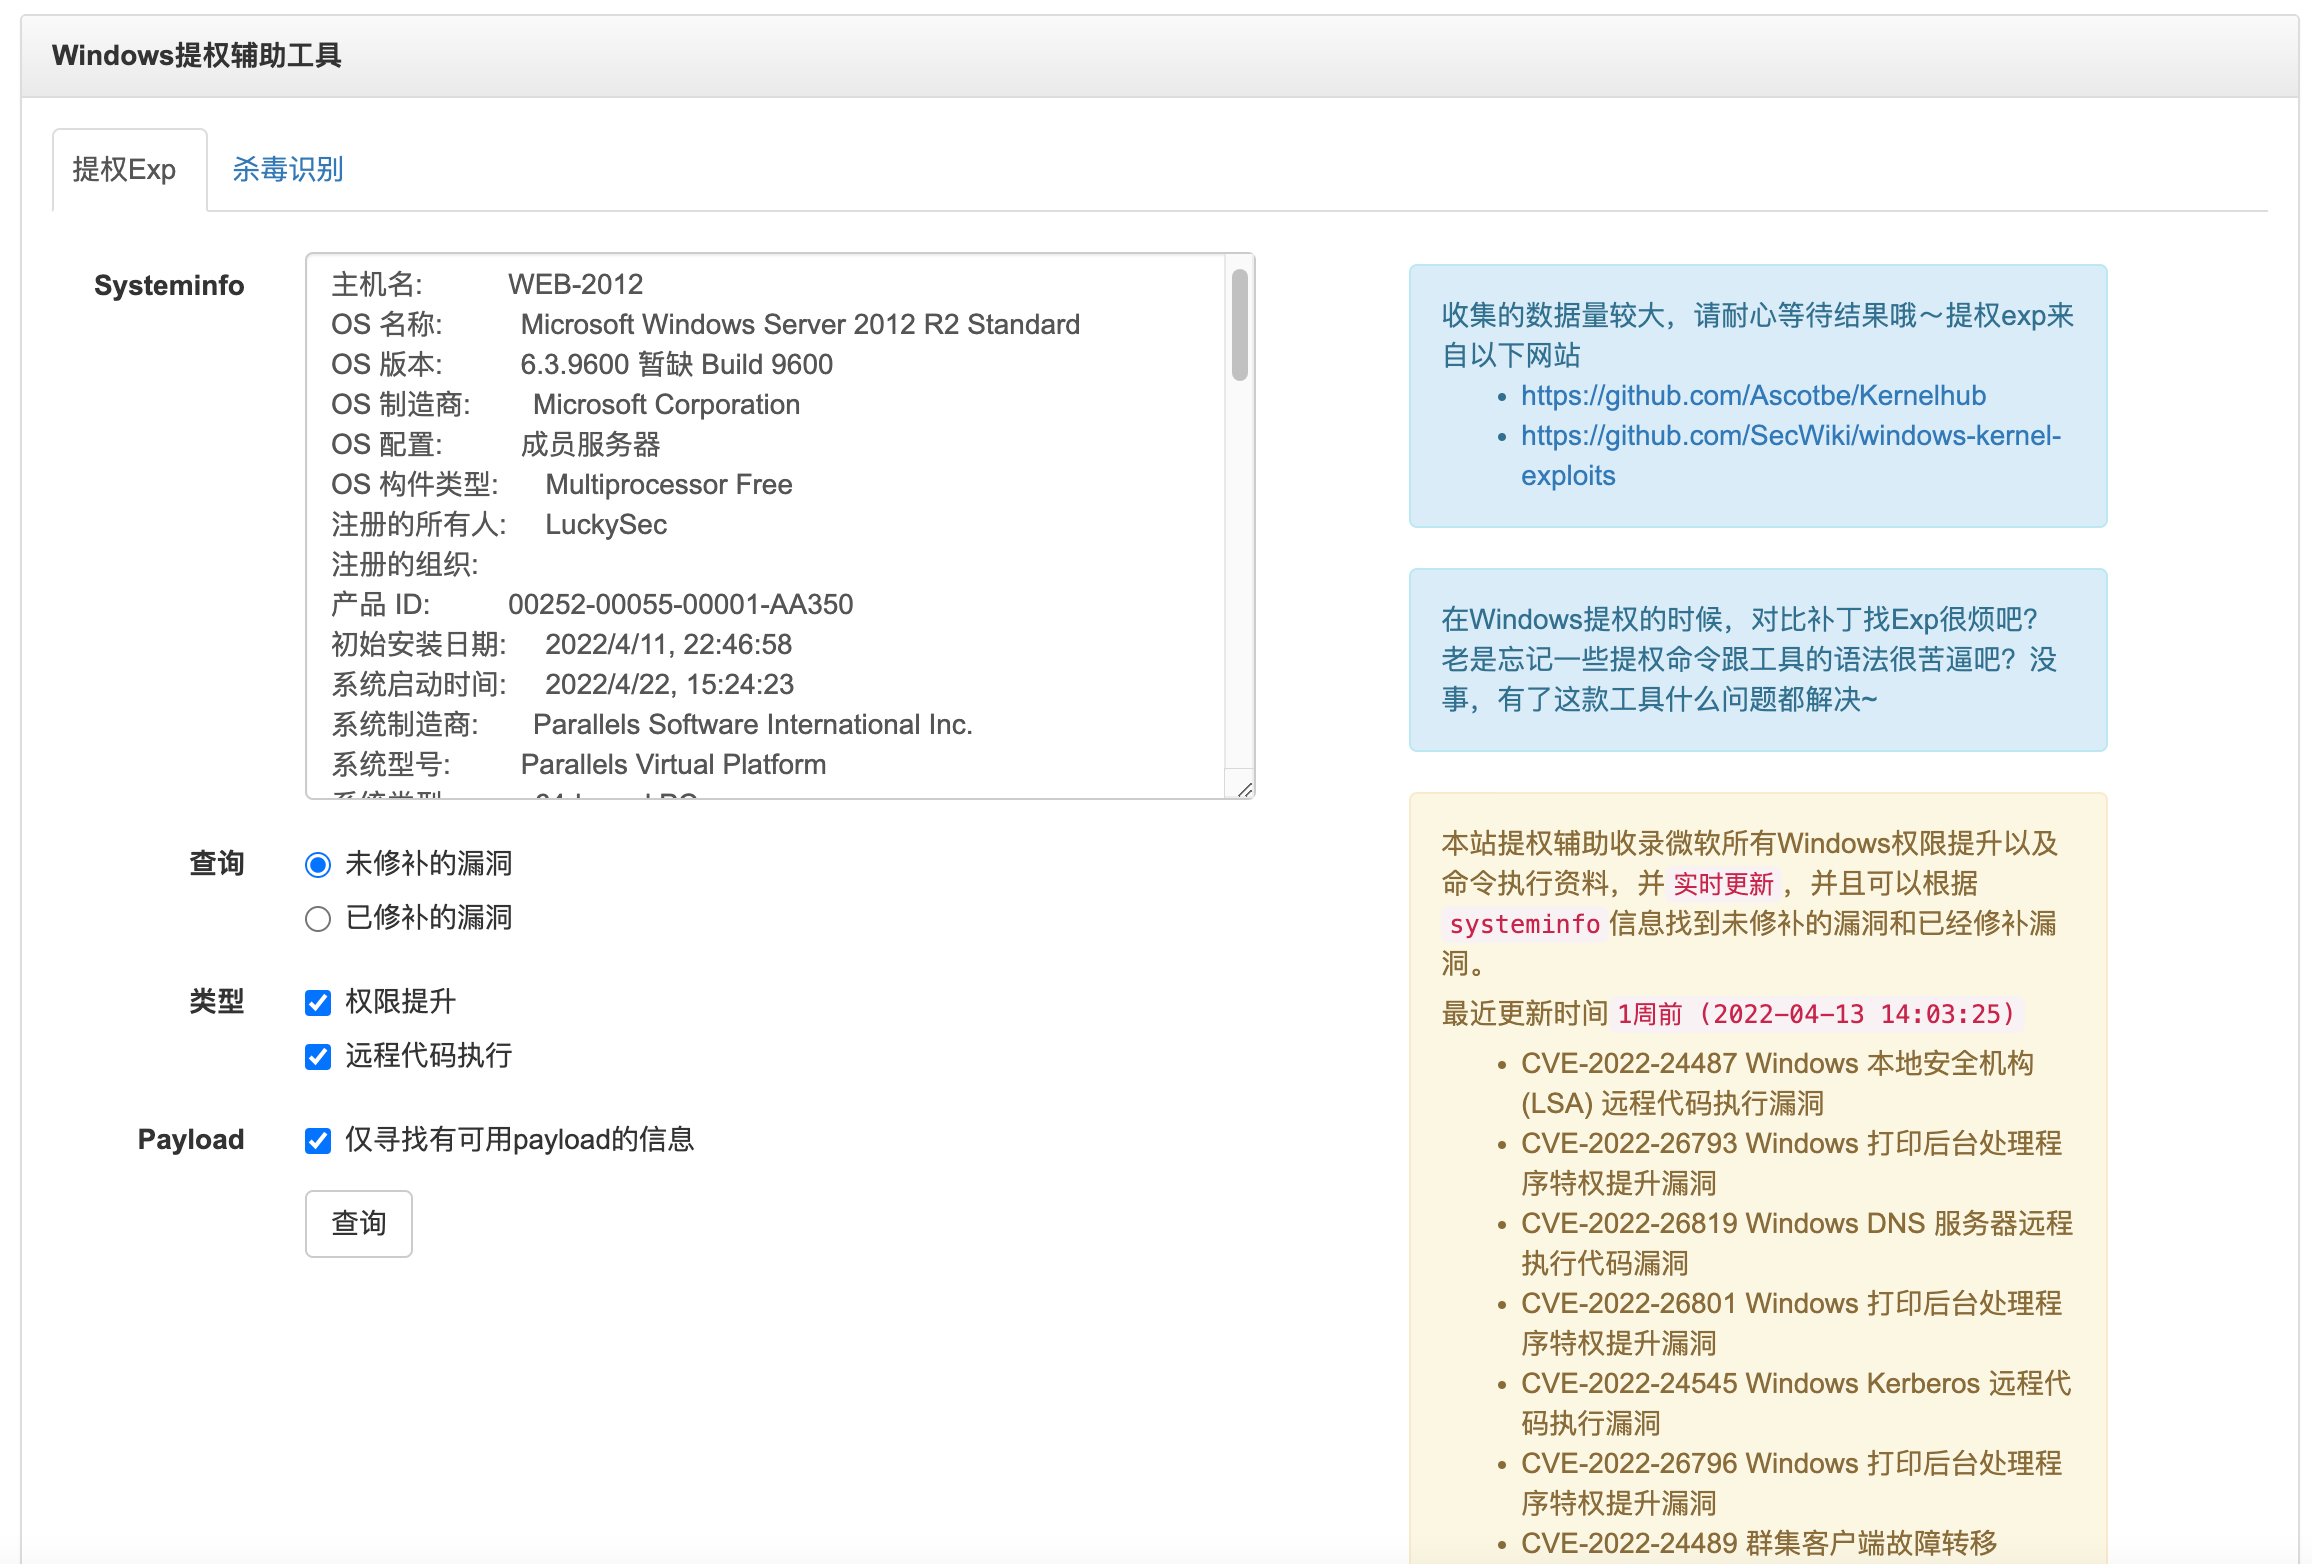 Windows提权辅助工具
提权Exp
杀毒识别
Systeminfo
主机名: WEB-2012
OS 名称: Microsoft Windows Server 2012 R2 Standard
OS 版本: 6.3.9600 暂缺 Build 9600
OS 制造商: Microsoft Corporation
OS 配置: 成员服务器
OS 构件类型: Multiprocessor Free
注册的所有人: LuckySec
注册的组织:
产品 ID: 00252-00055-00001-AA350
初始安装日期: 2022/4/11, 22:46:58
系统启动时间: 2022/4/22, 15:24:23
系统制造商: Parallels Software International Inc.
系统型号: Parallels Virtual Platform
查询
未修补的漏洞
已修补的漏洞
类型
权限提升
远程代码执行
Payload
仅寻找有可用payload的信息
查询
收集的数据量较大，请耐心等待结果哦～提权exp来
自以下网站
• https://github.com/Ascotbe/Kernelhub
• https://github.com/SecWiki/windows-kernel-
exploits
在Windows提权的时候，对比补丁找Exp很烦吧？
老是忘记一些提权命令跟工具的语法很苦逼吧？没
事，有了这款工具什么问题都解决~
本站提权辅助收录微软所有Windows权限提升以及
命令执行资料，并 实时更新 ，并且可以根据
systeminfo 信息找到未修补的漏洞和已经修补漏
洞。
最近更新时间 1周前 (2022-04-13 14:03:25)
• CVE-2022-24487 Windows 本地安全机构
(LSA) 远程代码执行漏洞
• CVE-2022-26793 Windows 打印后台处理程
序特权提升漏洞
• CVE-2022-26819 Windows DNS 服务器远程
执行代码漏洞
• CVE-2022-26801 Windows 打印后台处理程
序特权提升漏洞
• CVE-2022-24545 Windows Kerberos 远程代
码执行漏洞
• CVE-2022-26796 Windows 打印后台处理程
序特权提升漏洞
• CVE-2022-24489 群集客户端故障转移